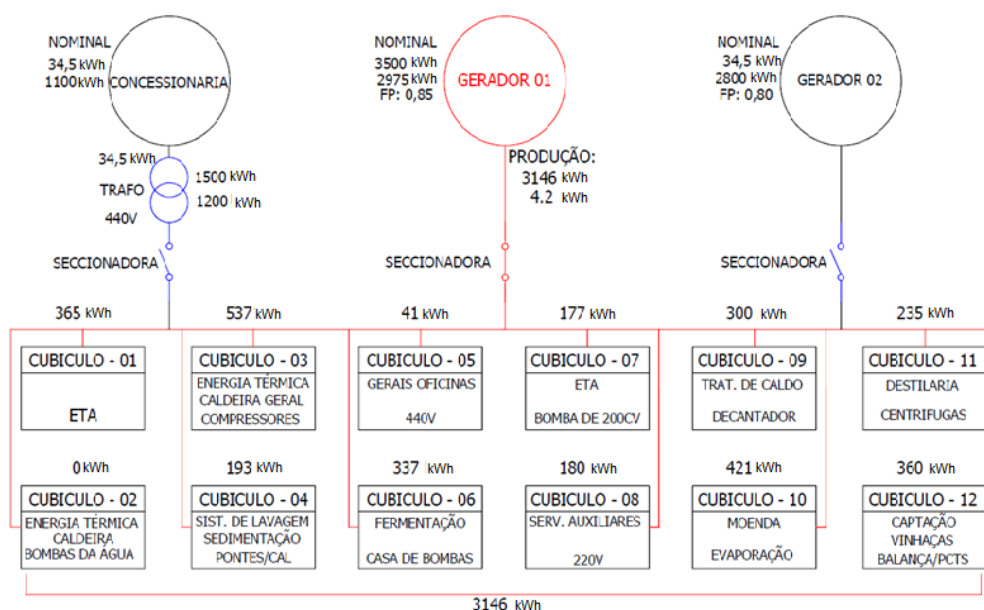 NOMINAL
34,5 kWh
1100kWh
CONCESSIONARIA
NOMINAL
3500 kWh
2975 kWh
FP: 0,85
GERADOR 01
NOMINAL
34,5 kWh
2800 kWh
FP: 0,80
GERADOR 02
34,5 kWh
TRAFO
440V
1500 kWh
1200 kWh
PRODUÇÃO:
3146 kWh
4.2 kWh
SECCIONADORA
SECCIONADORA
SECCIONADORA
365 kWh
537 kWh
41 kWh
177 kWh
300 kWh
235 kWh
CUBICULO - 01
ETA
CUBICULO - 03
ENERGIA TÉRMICA
CALDEIRA GERAL
COMPRESSORES
CUBICULO - 05
GERAIS OFICINAS
440V
CUBICULO - 07
ETA
BOMBA DE 200CV
CUBICULO - 09
TRAT. DE CALDO
DECANTADOR
CUBICULO - 11
DESTILARIA
CENTRIFUGAS
0 kWh
193 kWh
337 kWh
180 kWh
421 kWh
360 kWh
CUBICULO - 02
ENERGIA TÉRMICA
CALDEIRA
BOMBAS DA ÁGUA
CUBICULO - 04
SIST. DE LAVAGEM
SEDIMENTAÇÃO
PONTES/CAL
CUBICULO - 06
FERMENTAÇÃO
CASA DE BOMBAS
CUBICULO - 08
SERV. AUXILIARES
220V
CUBICULO - 10
MOENDA
EVAPORAÇÃO
CUBICULO - 12
CAPTAÇÃO
VINHAÇAS
BALANÇA/PCTS
3146 kWh